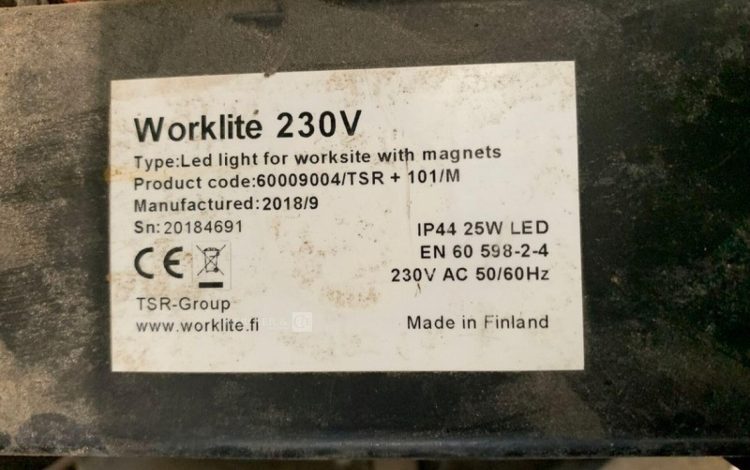 Worklite 230V
Type:Led light for worksite with magnets
Product code:60009004/TSR + 101/M
Manufactured:2018/9
Sn:20184691
IP44 25W LED
EN 60 598-2-4
230V AC 50/60Hz
CE
TSR-Group
www.worklite.fi
Made in Finland